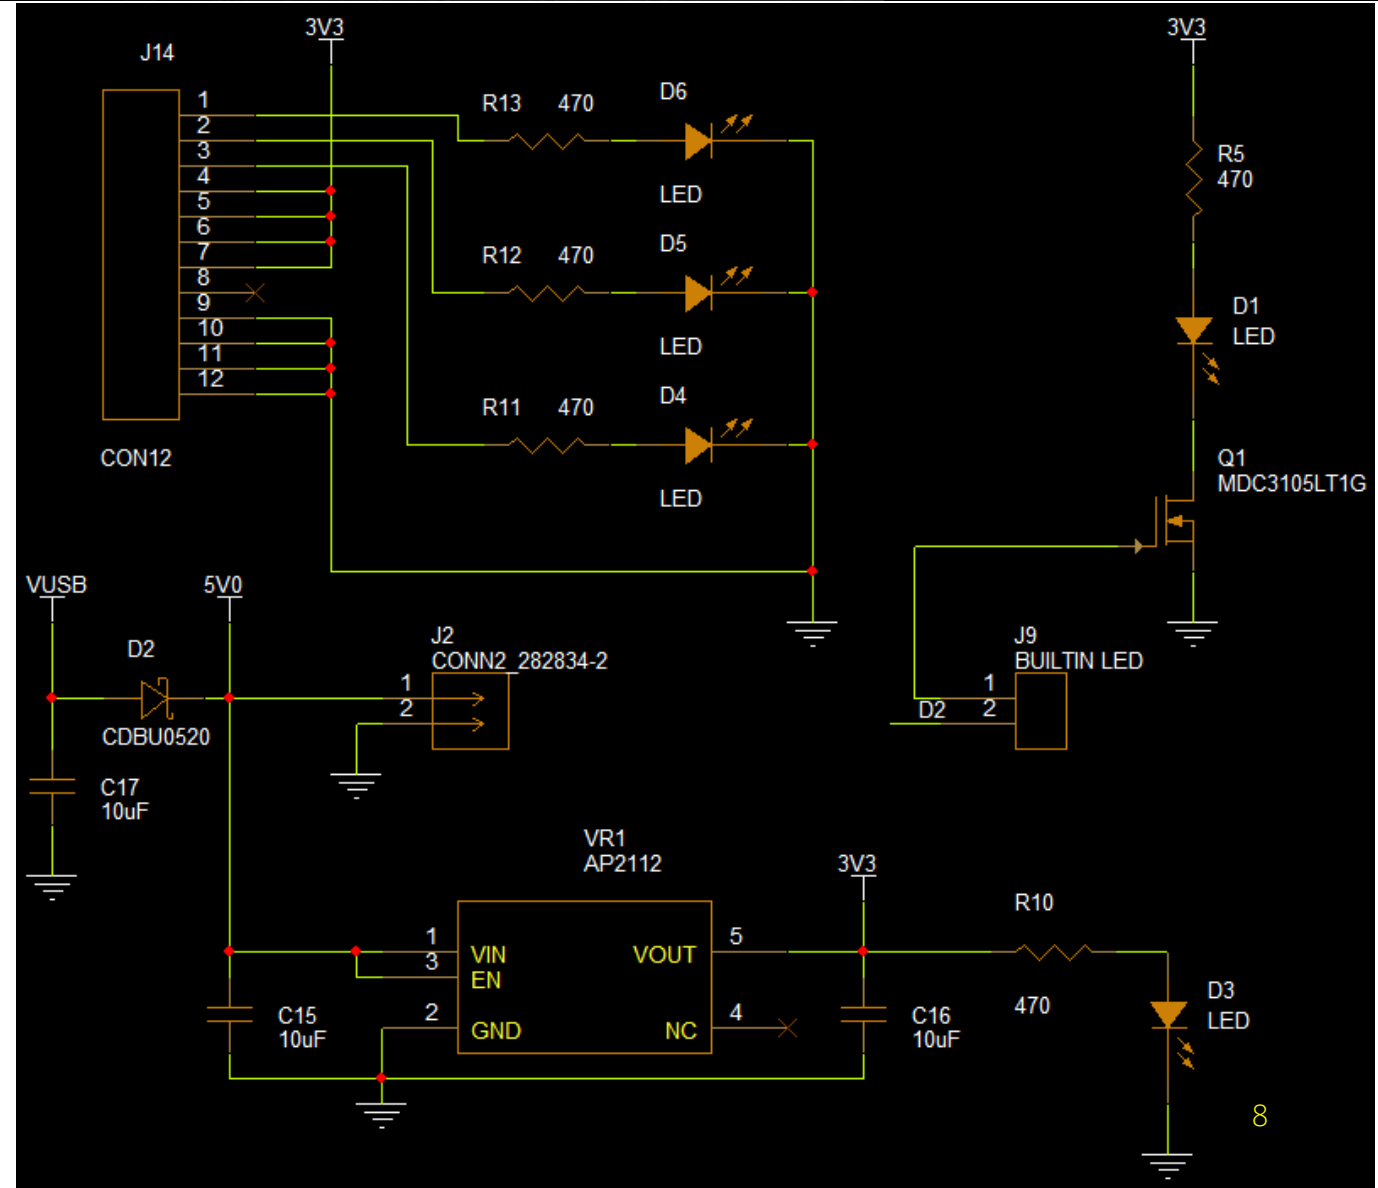 3V3
3V3
J14
1
2
3
4
5
6
7
8
9
10
11
12
CON12
R13 470
D6
LED
R12 470
D5
LED
R11 470
D4
LED
R5
470
D1
LED
Q1
MDC3105LT1G
VUSB
5V0
D2
CDBU0520
C17
10uF
J2
CONN2_282834-2
1
2
J9
BUILTIN LED
1
D2 2
VR1
AP2112
1 VIN
3 EN
2 GND
VOUT 5
NC 4
3V3
C15
10uF
C16
10uF
R10
470
D3
LED
8